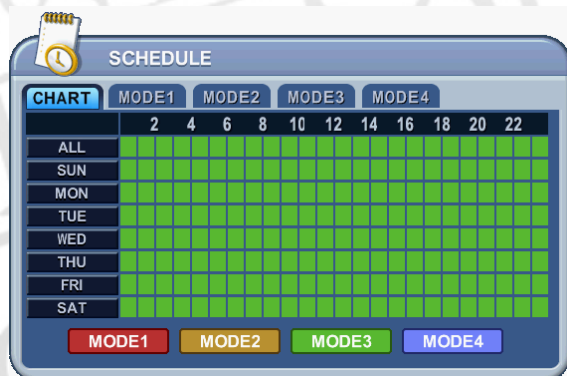 SCHEDULE
CHART MODE1 MODE2 MODE3 MODE4
2 4 6 8 10 12 14 16 18 20 22
ALL
SUN
MON
TUE
WED
THU
FRI
SAT
MODE1 MODE2 MODE3 MODE4